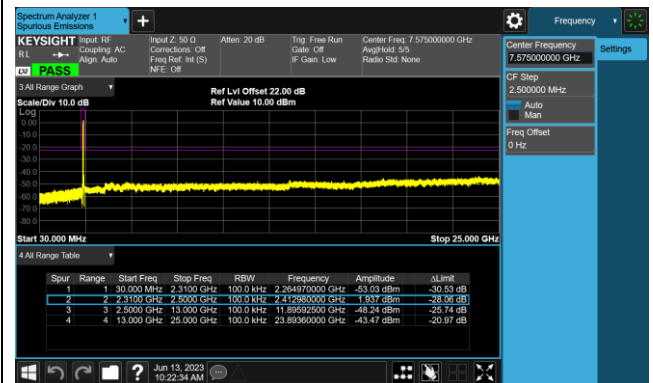 Spectrum Analyzer 1
Spurious Emissions
Frequency
KEYSIGHT
Input: RF
Coupling: AC
Align: Auto
Input Z: 50 Ω
Corrections: Off
Freq Ref: Int (S)
NFE: Off
Atten: 20 dB
Trig: Free Run
Gate: Off
IF Gain: Low
Center Freq: 7.575000000 GHz
Avg|Hold: 5/5
Radio Std: None
R L
LXI
PASS
3 All Range Graph
Scale/Div 10.0 dB
Ref Lvl Offset 22.00 dB
Ref Value 10.00 dBm
Log
0.00
-10.0
-20.0
-30.0
-40.0
-50.0
-60.0
-70.0
-80.0
Start 30.000 MHz
Stop 25.000 GHz
4 All Range Table
Spur Range Start Freq Stop Freq RBW Frequency Amplitude ΔLimit
1 1 30.000 MHz 2.3100 GHz 100.0 kHz 2.264970000 GHz -53.03 dBm -30.53 dB
2 2 2.3100 GHz 2.5000 GHz 100.0 kHz 2.412980000 GHz 1.937 dBm -28.06 dB
3 3 2.5000 GHz 13.000 GHz 100.0 kHz 11.89592500 GHz -48.24 dBm -25.74 dB
4 4 13.000 GHz 25.000 GHz 100.0 kHz 23.89360000 GHz -43.47 dBm -20.97 dB
Center Frequency
7.575000000 GHz
Settings
CF Step
2.500000 MHz
Auto
Man
Freq Offset
0 Hz
?
Jun 13, 2023
10:22:34 AM